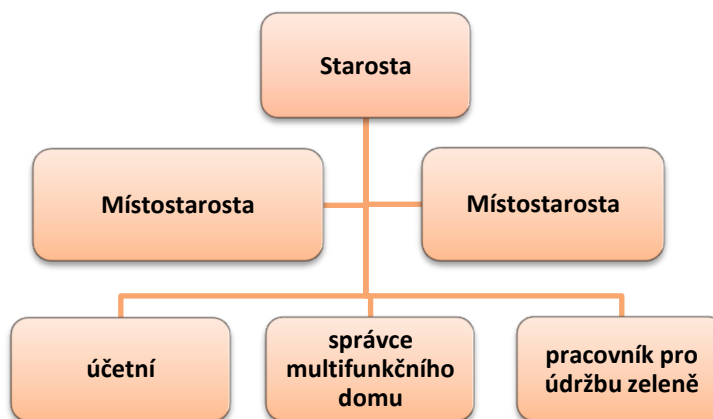 Starosta
Místostarosta
Místostarosta
účetní
správce
multifunkčního
domu
pracovník pro
údržbu zeleně